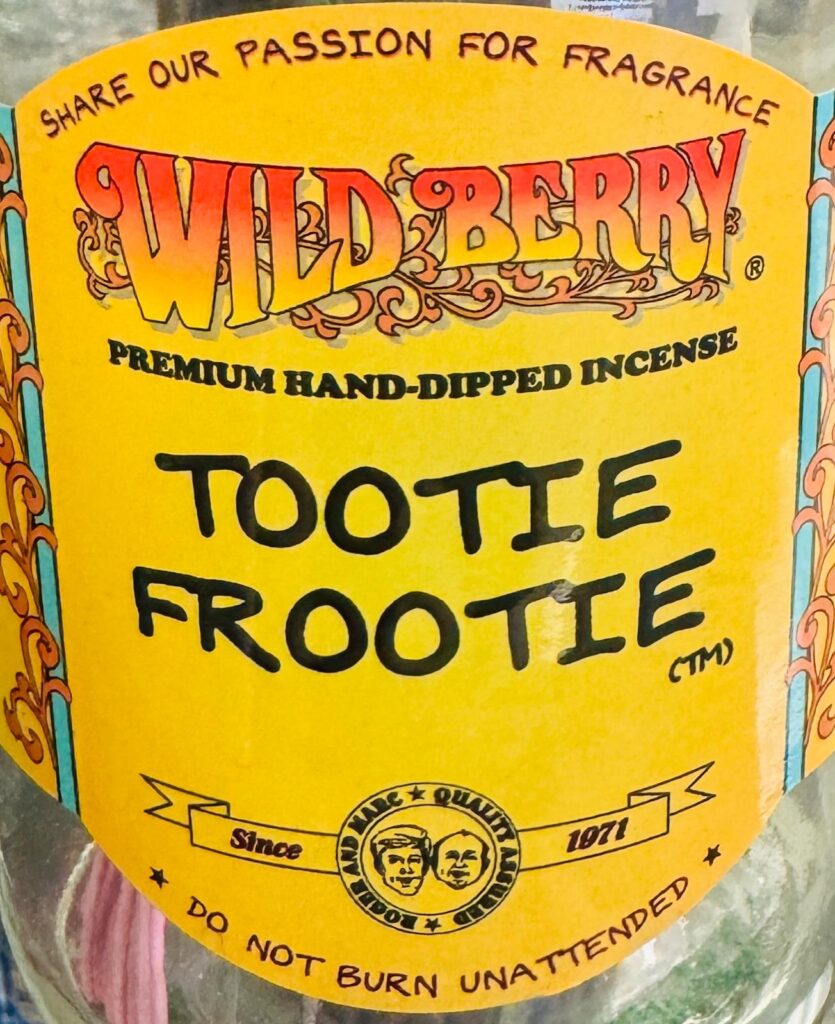 SHARE OUR PASSION FOR FRAGRANCE
WILD BERRY ®
PREMIUM HAND-DIPPED INCENSE
TOOTIE
FROOTIE
(TM)
Since 1971
ROGER AND MARC ★ QUALITY ASSURED ★
★ DO NOT BURN UNATTENDED ★